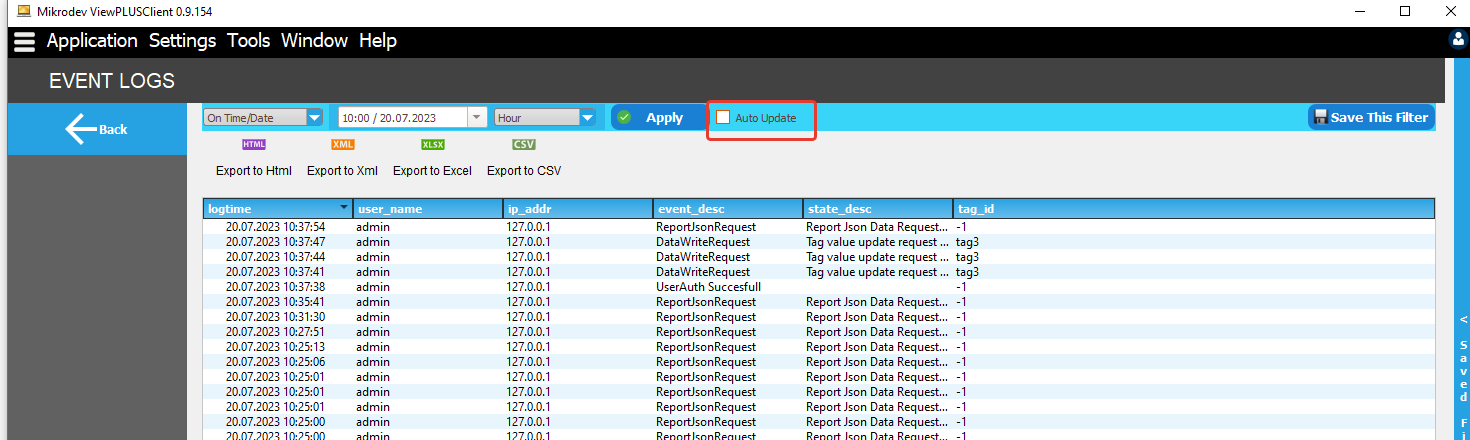 Mikrodev ViewPLUSClient 0.9.154
Application Settings Tools Window Help
EVENT LOGS
Back
On Time/Date 10:00 / 20.07.2023 Hour Apply Auto Update Save This Filter
HTML XML XLSX CSV
Export to Html Export to Xml Export to Excel Export to CSV
logtime user_name ip_addr event_desc state_desc tag_id
20.07.2023 10:37:54 admin 127.0.0.1 ReportJsonRequest Report Json Data Request... -1
20.07.2023 10:37:47 admin 127.0.0.1 DataWriteRequest Tag value update request ... tag3
20.07.2023 10:37:44 admin 127.0.0.1 DataWriteRequest Tag value update request ... tag3
20.07.2023 10:37:41 admin 127.0.0.1 DataWriteRequest Tag value update request ... tag3
20.07.2023 10:37:38 admin 127.0.0.1 UserAuth Succesfull -1
20.07.2023 10:35:41 admin 127.0.0.1 ReportJsonRequest Report Json Data Request... -1
20.07.2023 10:31:30 admin 127.0.0.1 ReportJsonRequest Report Json Data Request... -1
20.07.2023 10:27:51 admin 127.0.0.1 ReportJsonRequest Report Json Data Request... -1
20.07.2023 10:25:13 admin 127.0.0.1 ReportJsonRequest Report Json Data Request... -1
20.07.2023 10:25:06 admin 127.0.0.1 ReportJsonRequest Report Json Data Request... -1
20.07.2023 10:25:01 admin 127.0.0.1 ReportJsonRequest Report Json Data Request... -1
20.07.2023 10:25:01 admin 127.0.0.1 ReportJsonRequest Report Json Data Request... -1
20.07.2023 10:25:01 admin 127.0.0.1 ReportJsonRequest Report Json Data Request... -1
20.07.2023 10:25:00 admin 127.0.0.1 ReportJsonRequest Report Json Data Request... -1
20.07.2023 10:25:00 admin 127.0.0.1 ReportJsonRequest Report Json Data Request... -1
< Saved Fi